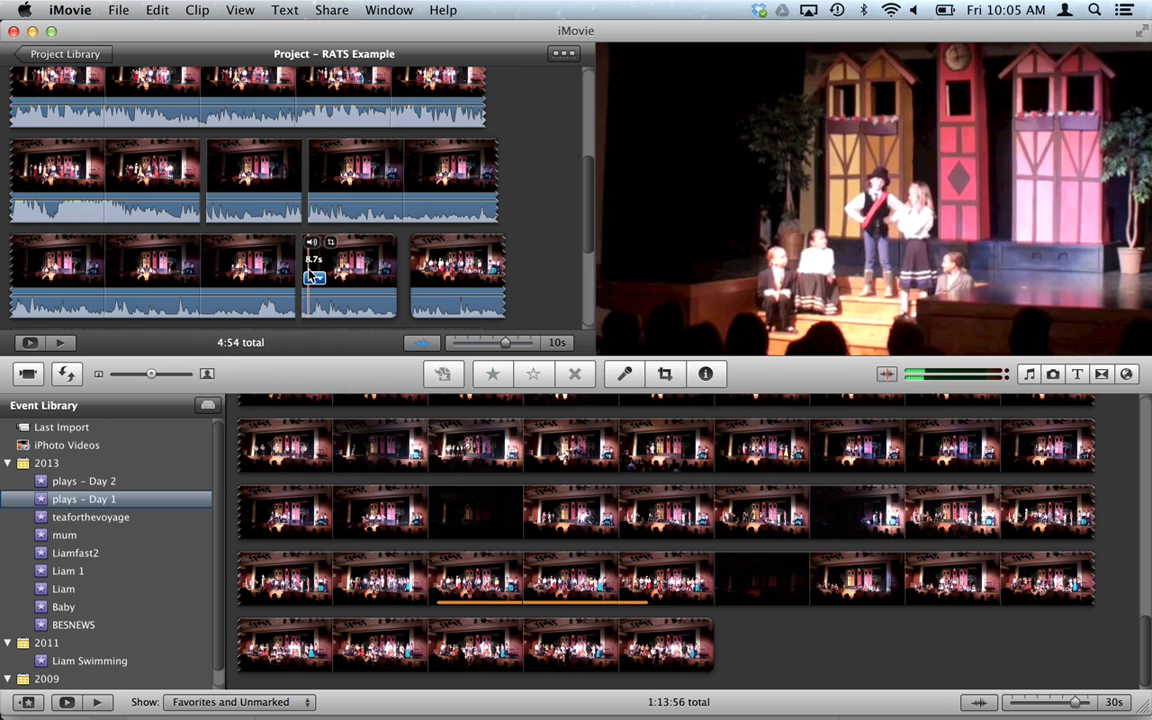 iMovie File Edit Clip View Text Share Window Help Fri 10:05 AM
iMovie
Project Library Project - RATS Example
8.7s
4:54 total 10s
Event Library
Last Import
iPhoto Videos
2013
plays - Day 2
plays - Day 1
teaforthevoyage
mum
Liamfast2
Liam 1
Liam
Baby
BESNEWS
2011
Liam Swimming
2009
Show: Favorites and Unmarked 1:13:56 total 30s